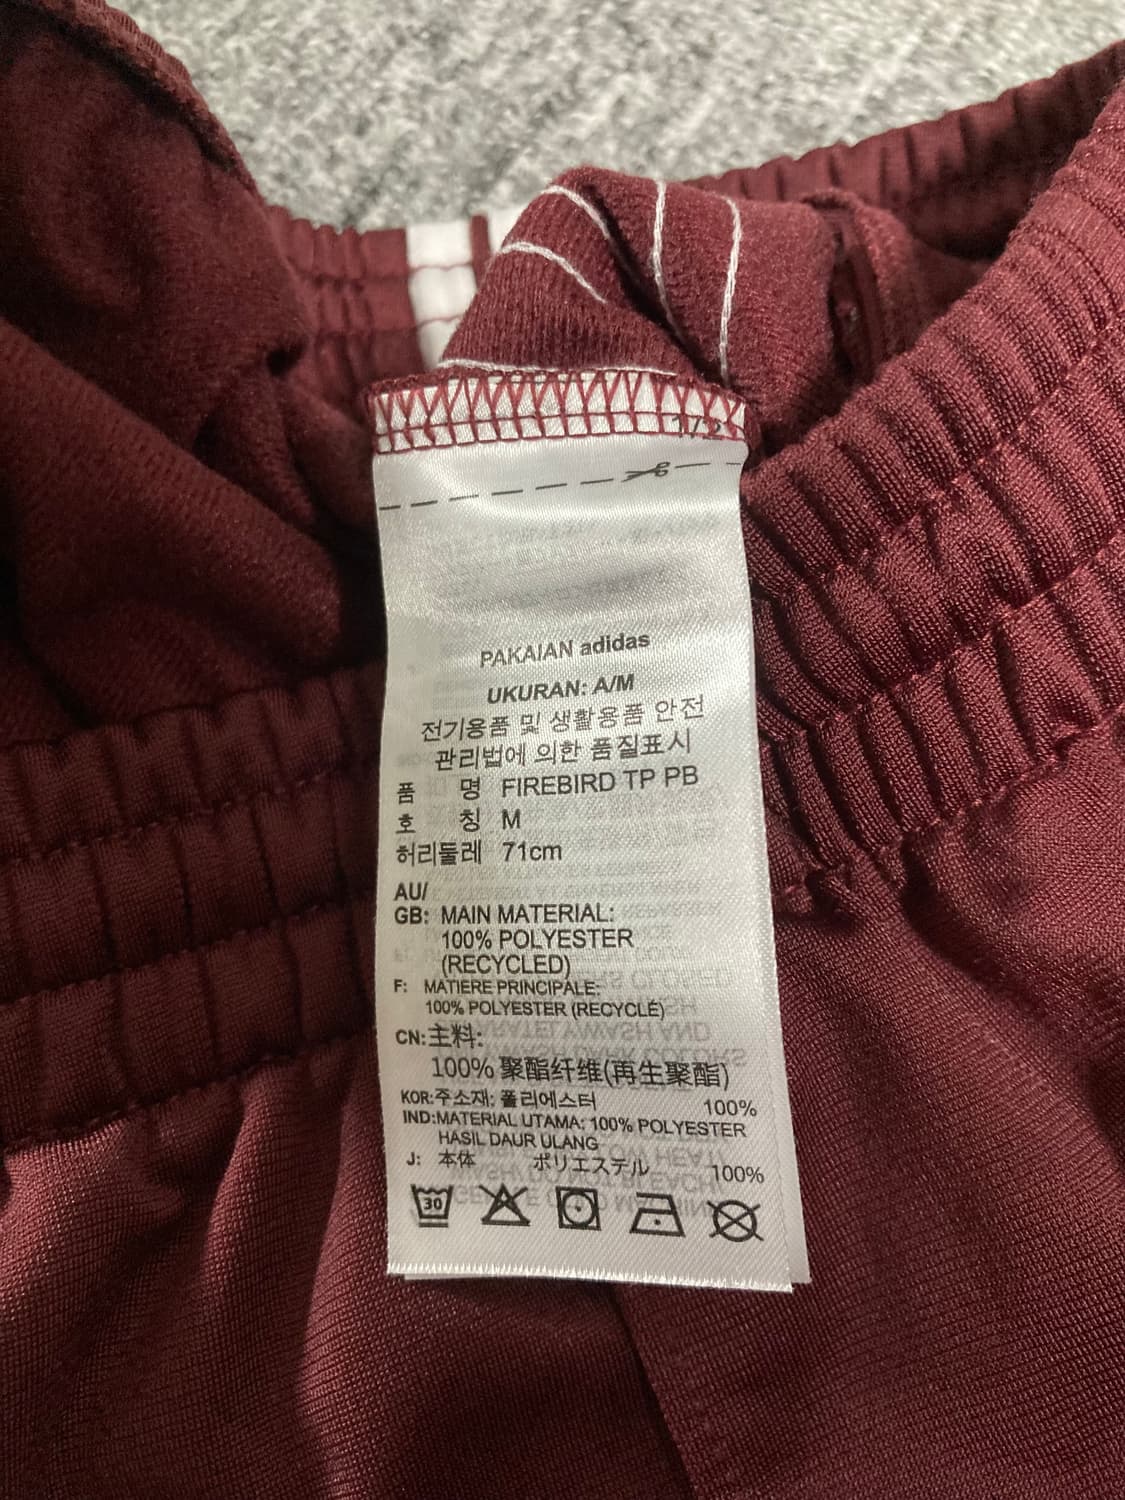 1/2
PAKAIAN adidas
UKURAN: A/M
전기용품 및 생활용품 안전
관리법에 의한 품질표시
품 명 FIREBIRD TP PB
호 칭 M
허리둘레 71cm
AU/
GB: MAIN MATERIAL:
100% POLYESTER
(RECYCLED)
F: MATIERE PRINCIPALE:
100% POLYESTER (RECYCLÉ)
CN:主料:
100% 聚酯纤维(再生聚酯)
KOR:주소재: 폴리에스터 100%
IND:MATERIAL UTAMA: 100% POLYESTER
HASIL DAUR ULANG
J: 本体 ポリエステル 100%
30